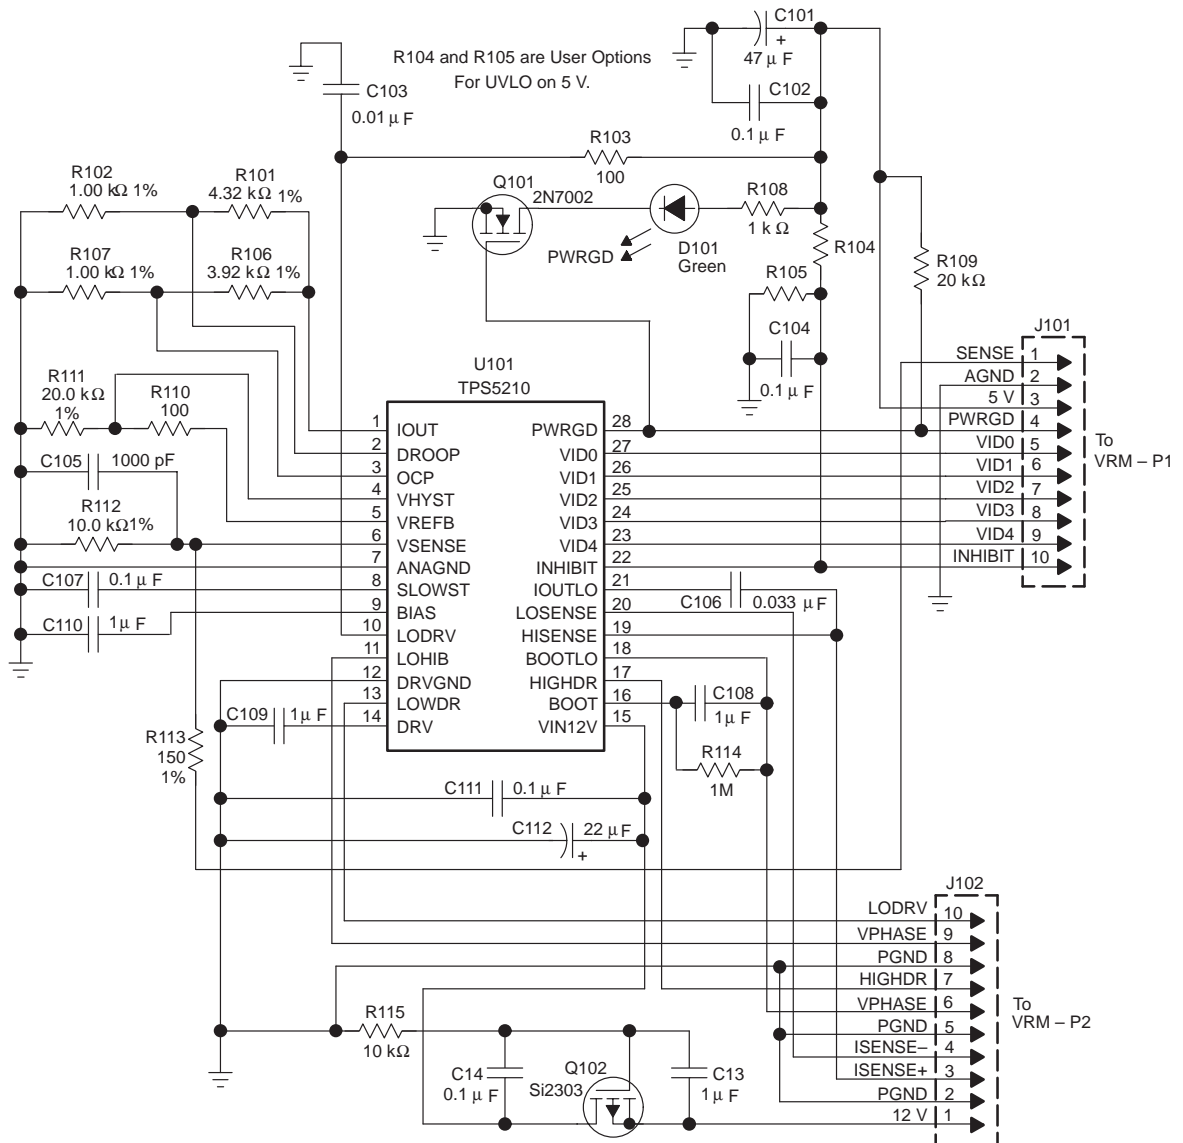 C101
+
47 µ F
R104 and R105 are User Options
For UVLO on 5 V.
C103
0.01 µ F
C102
0.1 µ F
R103
100
R102
1.00 kΩ 1%
R101
4.32 kΩ 1%
Q101
2N7002
R108
1 k Ω
D101
Green
PWRGD
R104
R107
1.00 kΩ 1%
R106
3.92 kΩ 1%
R105
R109
20 kΩ
C104
0.1 µ F
J101
U101
TPS5210
R111
20.0 kΩ
1%
R110
100
SENSE 1
AGND 2
5 V 3
PWRGD 4
VID0 5
VID1 6
VID2 7
VID3 8
VID4 9
INHIBIT 10
To
VRM – P1
C105
1000 pF
R112
10.0 kΩ1%
C107
0.1 µ F
C110
1µ F
1 IOUT
2 DROOP
3 OCP
4 VHYST
5 VREFB
6 VSENSE
7 ANAGND
8 SLOWST
9 BIAS
10 LODRV
11 LOHIB
12 DRVGND
13 LOWDR
14 DRV
PWRGD 28
VID0 27
VID1 26
VID2 25
VID3 24
VID4 23
INHIBIT 22
IOUTLO 21
LOSENSE 20
HISENSE 19
BOOTLO 18
HIGHDR 17
BOOT 16
VIN12V 15
C106
0.033 µ F
C108
1µ F
R114
1M
C109
1µ F
R113
150
1%
C111
0.1 µ F
C112
22 µ F
+
J102
LODRV 10
VPHASE 9
PGND 8
HIGHDR 7
VPHASE 6
PGND 5
ISENSE– 4
ISENSE+ 3
PGND 2
12 V 1
To
VRM – P2
R115
10 kΩ
C14
0.1 µ F
Q102
Si2303
C13
1µ F